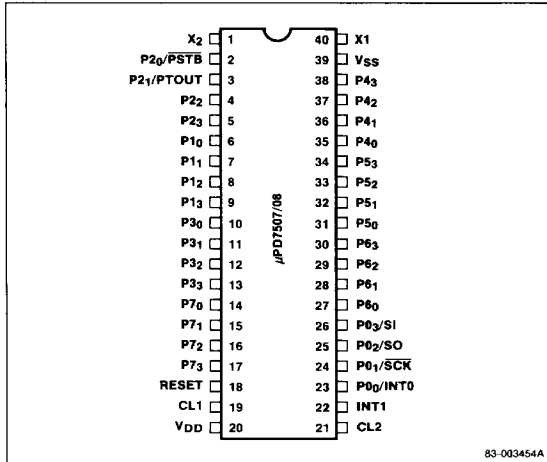 X₂ 1 40 X1
P2₀/P̅S̅T̅B̅ 2 39 VSS
P2₁/PTOUT 3 38 P4₃
P2₂ 4 37 P4₂
P2₃ 5 36 P4₁
P1₀ 6 35 P4₀
P1₁ 7 34 P5₃
P1₂ 8 33 P5₂
P1₃ 9 32 P5₁
P3₀ 10 31 P5₀
P3₁ 11 30 P6₃
P3₂ 12 29 P6₂
P3₃ 13 28 P6₁
P7₀ 14 27 P6₀
P7₁ 15 26 P0₃/SI
P7₂ 16 25 P0₂/SO
P7₃ 17 24 P0₁/S̅C̅K̅
RESET 18 23 P0₀/INT0
CL1 19 22 INT1
VDD 20 21 CL2
μPD7507/08
83-003454A